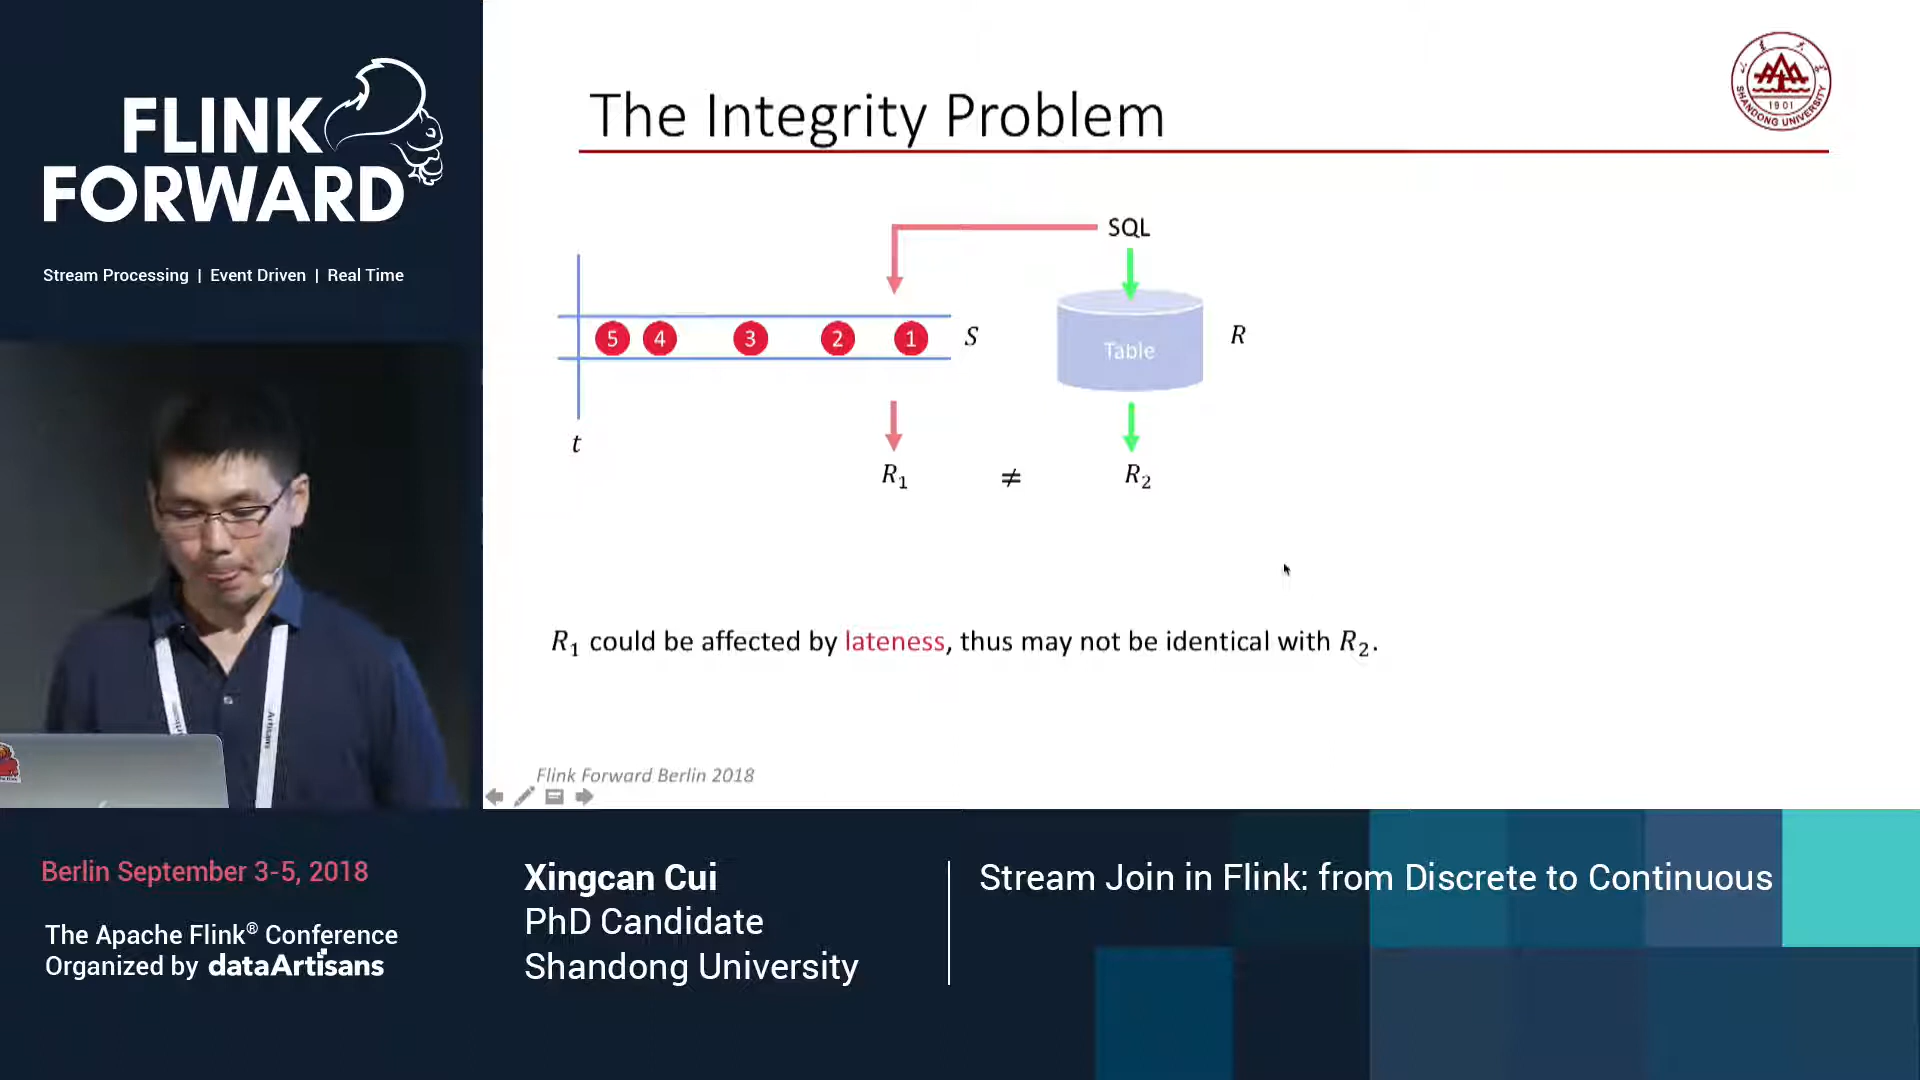 FLINK
FORWARD
Stream Processing | Event Driven | Real Time
The Integrity Problem
SHANDONG UNIVERSITY
1901
SQL
5 4 3 2 1
S
Table
R
t
R₁ ≠ R₂
R₁ could be affected by lateness, thus may not be identical with R₂.
Flink Forward Berlin 2018
Berlin September 3-5, 2018
The Apache Flink® Conference
Organized by dataArtisans
Xingcan Cui
PhD Candidate
Shandong University
Stream Join in Flink: from Discrete to Continuous